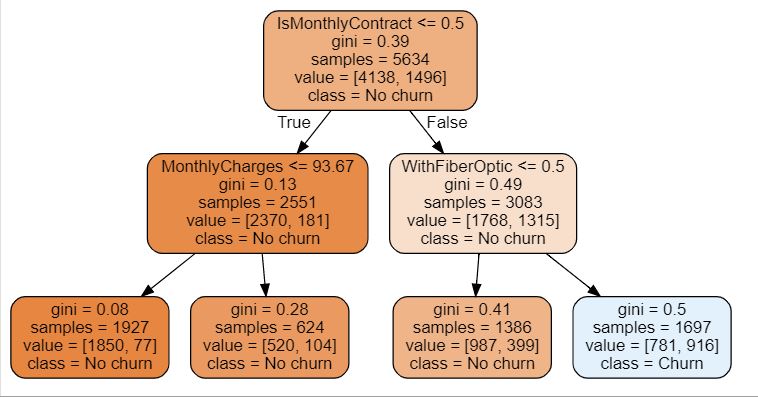 IsMonthlyContract <= 0.5
gini = 0.39
samples = 5634
value = [4138, 1496]
class = No churn
True
False
MonthlyCharges <= 93.67
gini = 0.13
samples = 2551
value = [2370, 181]
class = No churn
WithFiberOptic <= 0.5
gini = 0.49
samples = 3083
value = [1768, 1315]
class = No churn
gini = 0.08
samples = 1927
value = [1850, 77]
class = No churn
gini = 0.28
samples = 624
value = [520, 104]
class = No churn
gini = 0.41
samples = 1386
value = [987, 399]
class = No churn
gini = 0.5
samples = 1697
value = [781, 916]
class = Churn